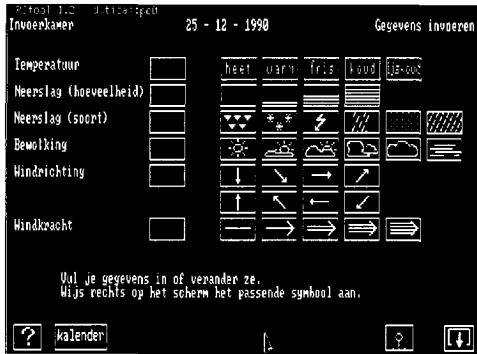 Invoerkamer 25 - 12 - 1990 Gegevens invoeren
Temperatuur heet warm fris koud ijskoud
Neerslag (hoeveelheid)
Neerslag (soort)
Bewolking
Windrichting
Windkracht
Vul je gegevens in of verander ze.
Wijs rechts op het scherm het passende symbool aan.
? kalender